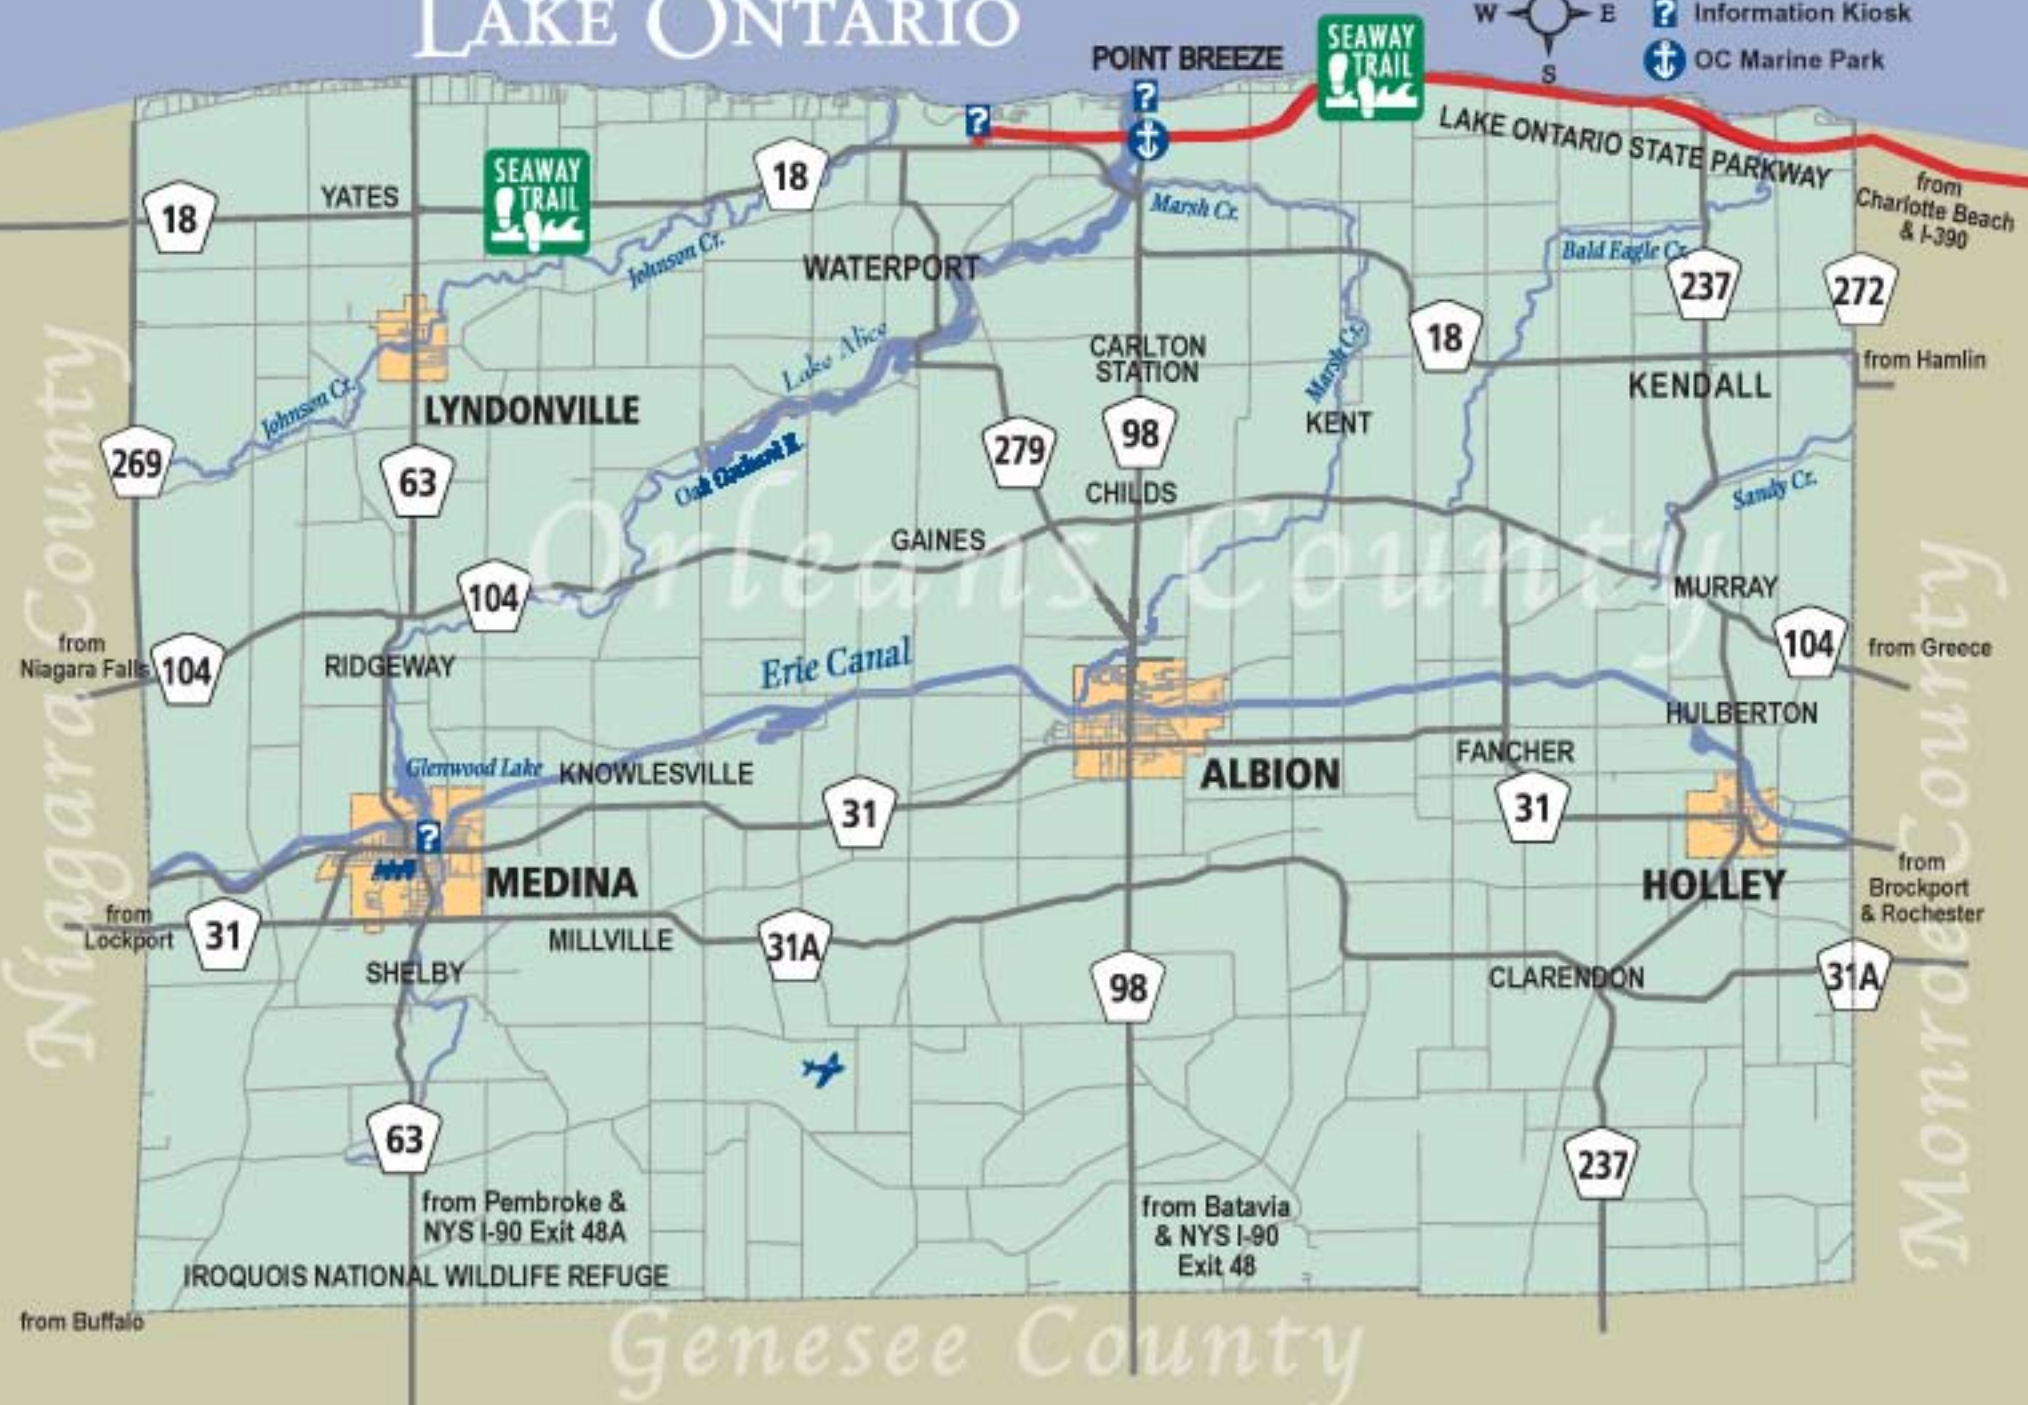 LAKE ONTARIO
W E
S
? Information Kiosk
OC Marine Park
POINT BREEZE
SEAWAY
TRAIL
?
?
LAKE ONTARIO STATE PARKWAY
from
Charlotte Beach
& I-390
SEAWAY
TRAIL
18
YATES
18
Marsh Cr.
Johnson Cr.
WATERPORT
Bald Eagle Cr.
237
272
Lake Alice
CARLTON
STATION
Marsh Cr.
18
from Hamlin
KENDALL
Johnson Cr.
LYNDONVILLE
KENT
269
63
Oak Orchard R.
279
98
CHILDS
Sandy Cr.
Niagara County
Orleans County
GAINES
104
MURRAY
from
Niagara Falls
104
RIDGEWAY
Erie Canal
104
from Greece
HULBERTON
Glenwood Lake
KNOWLESVILLE
31
ALBION
FANCHER
31
?
MEDINA
HOLLEY
from
Brockport
& Rochester
from
Lockport
31
MILLVILLE
31A
SHELBY
98
CLARENDON
31A
Monroe County
63
237
from Pembroke &
NYS I-90 Exit 48A
from Batavia
& NYS I-90
Exit 48
IROQUOIS NATIONAL WILDLIFE REFUGE
from Buffalo
Genesee County